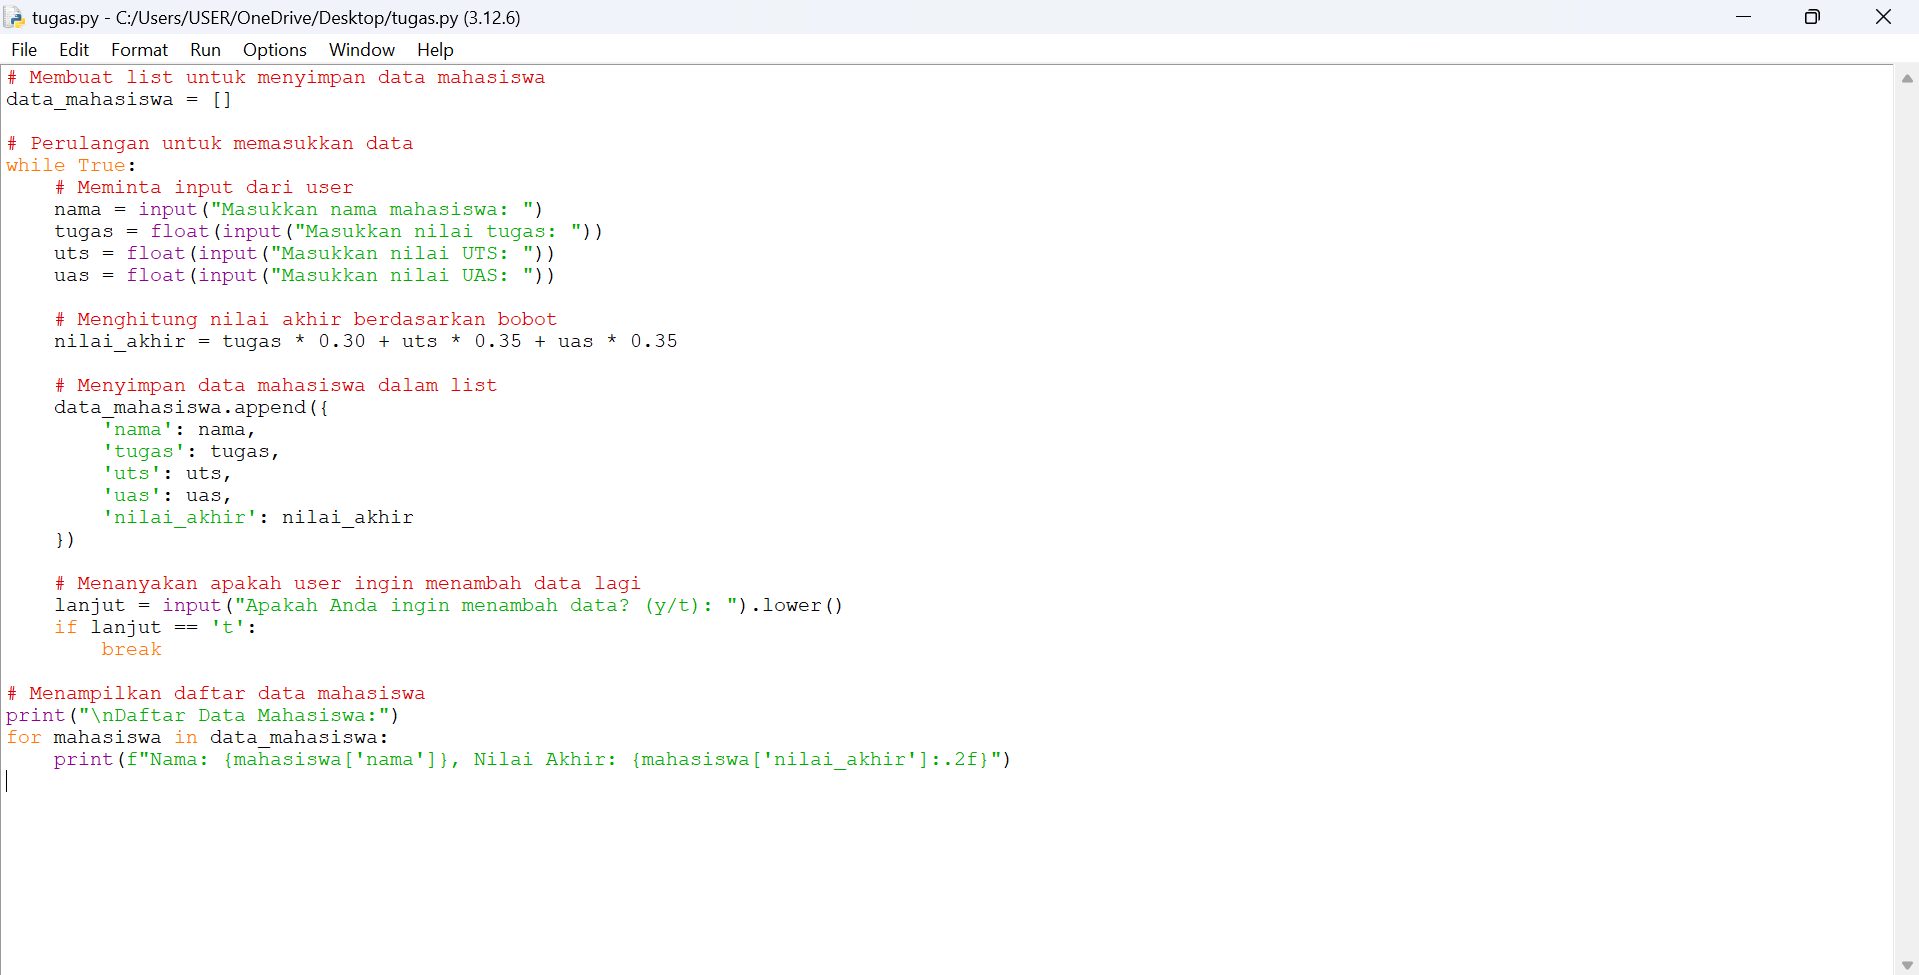 tugas.py - C:/Users/USER/OneDrive/Desktop/tugas.py (3.12.6)
File Edit Format Run Options Window Help
# Membuat list untuk menyimpan data mahasiswa
data_mahasiswa = []

# Perulangan untuk memasukkan data
while True:
    # Meminta input dari user
    nama = input("Masukkan nama mahasiswa: ")
    tugas = float(input("Masukkan nilai tugas: "))
    uts = float(input("Masukkan nilai UTS: "))
    uas = float(input("Masukkan nilai UAS: "))

    # Menghitung nilai akhir berdasarkan bobot
    nilai_akhir = tugas * 0.30 + uts * 0.35 + uas * 0.35

    # Menyimpan data mahasiswa dalam list
    data_mahasiswa.append({
        'nama': nama,
        'tugas': tugas,
        'uts': uts,
        'uas': uas,
        'nilai_akhir': nilai_akhir
    })

    # Menanyakan apakah user ingin menambah data lagi
    lanjut = input("Apakah Anda ingin menambah data? (y/t): ").lower()
    if lanjut == 't':
        break

# Menampilkan daftar data mahasiswa
print("\nDaftar Data Mahasiswa:")
for mahasiswa in data_mahasiswa:
    print(f"Nama: {mahasiswa['nama']}, Nilai Akhir: {mahasiswa['nilai_akhir']:.2f}")